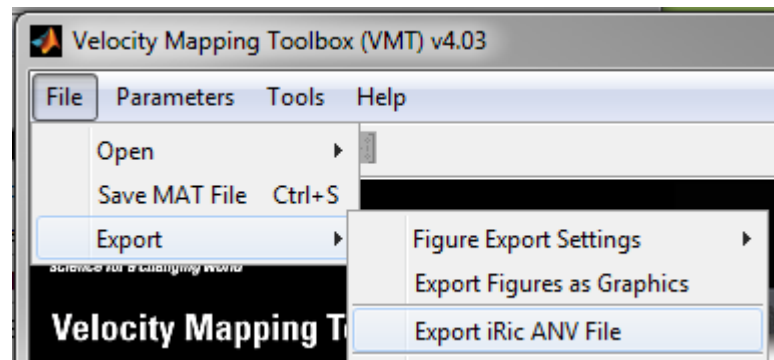 Velocity Mapping Toolbox (VMT) v4.03
File Parameters Tools Help
Open
Save MAT File Ctrl+S
Export
Figure Export Settings
science for a changing world
Export Figures as Graphics
Velocity Mapping T
Export iRic ANV File